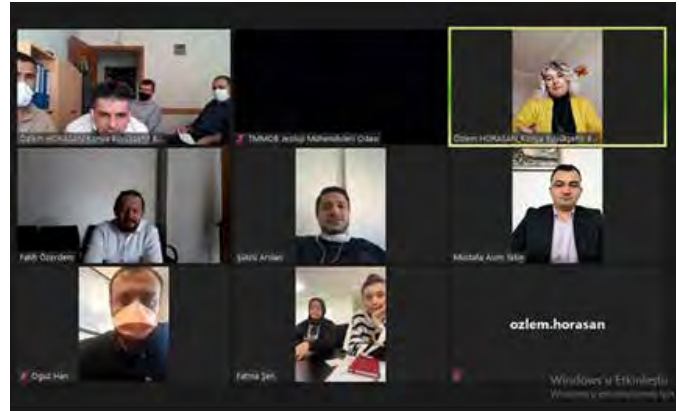 Özlem HORASAN Konya Büyükşehir B...
TMMOB Jeoloji Mühendisleri Odası
Özlem HORASAN, Konya Büyükşehir B...
Fatih Özerdem
Şükrü Arslan
Mustafa Asım
Oğuz Han
Fatma Şen
ozlem.horasan
Windows'u Etkinleştir